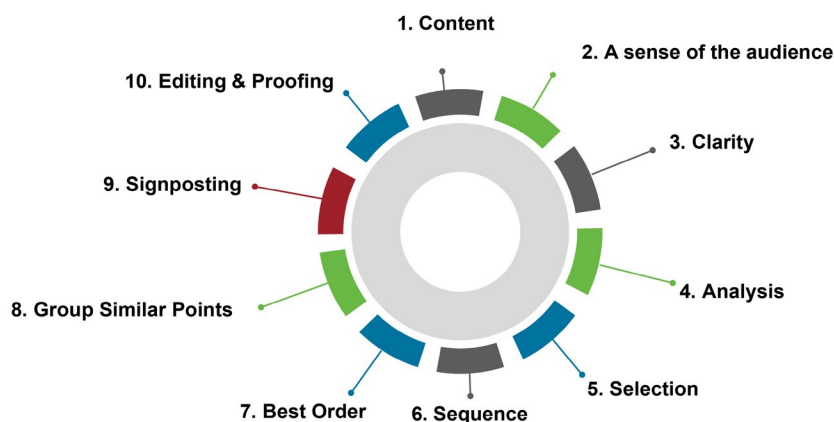 1. Content
2. A sense of the audience
3. Clarity
4. Analysis
5. Selection
6. Sequence
7. Best Order
8. Group Similar Points
9. Signposting
10. Editing & Proofing